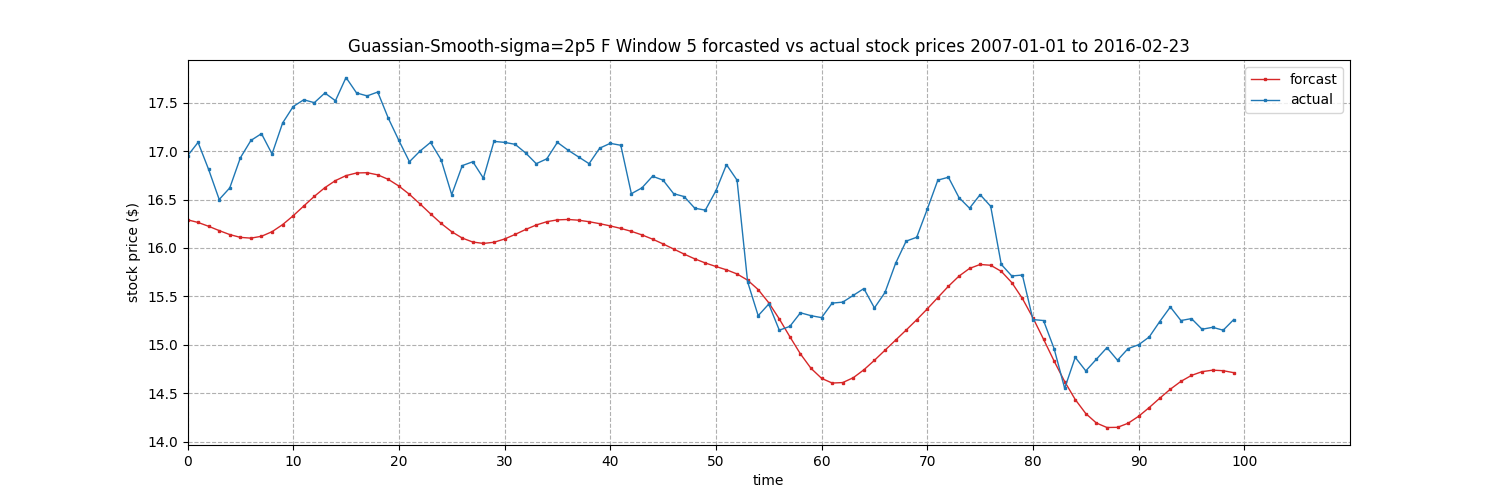 Guassian-Smooth-sigma=2p5 F Window 5 forcasted vs actual stock prices 2007-01-01 to 2016-02-23
forcast
actual
stock price ($)
17.5
17.0
16.5
16.0
15.5
15.0
14.5
14.0
0 10 20 30 40 50 60 70 80 90 100
time